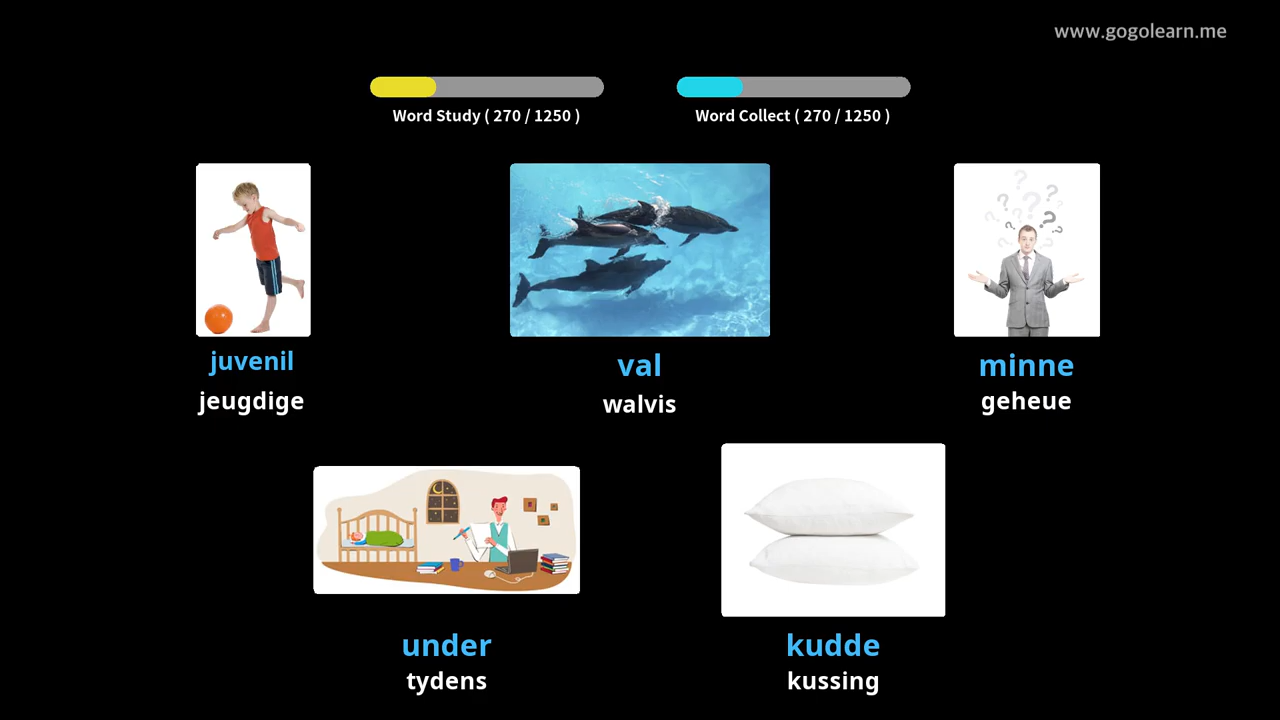 www.gogolearn.me
Word Study ( 270 / 1250 )
Word Collect ( 270 / 1250 )
juvenil
jeugdige
val
walvis
minne
geheue
under
tydens
kudde
kussing